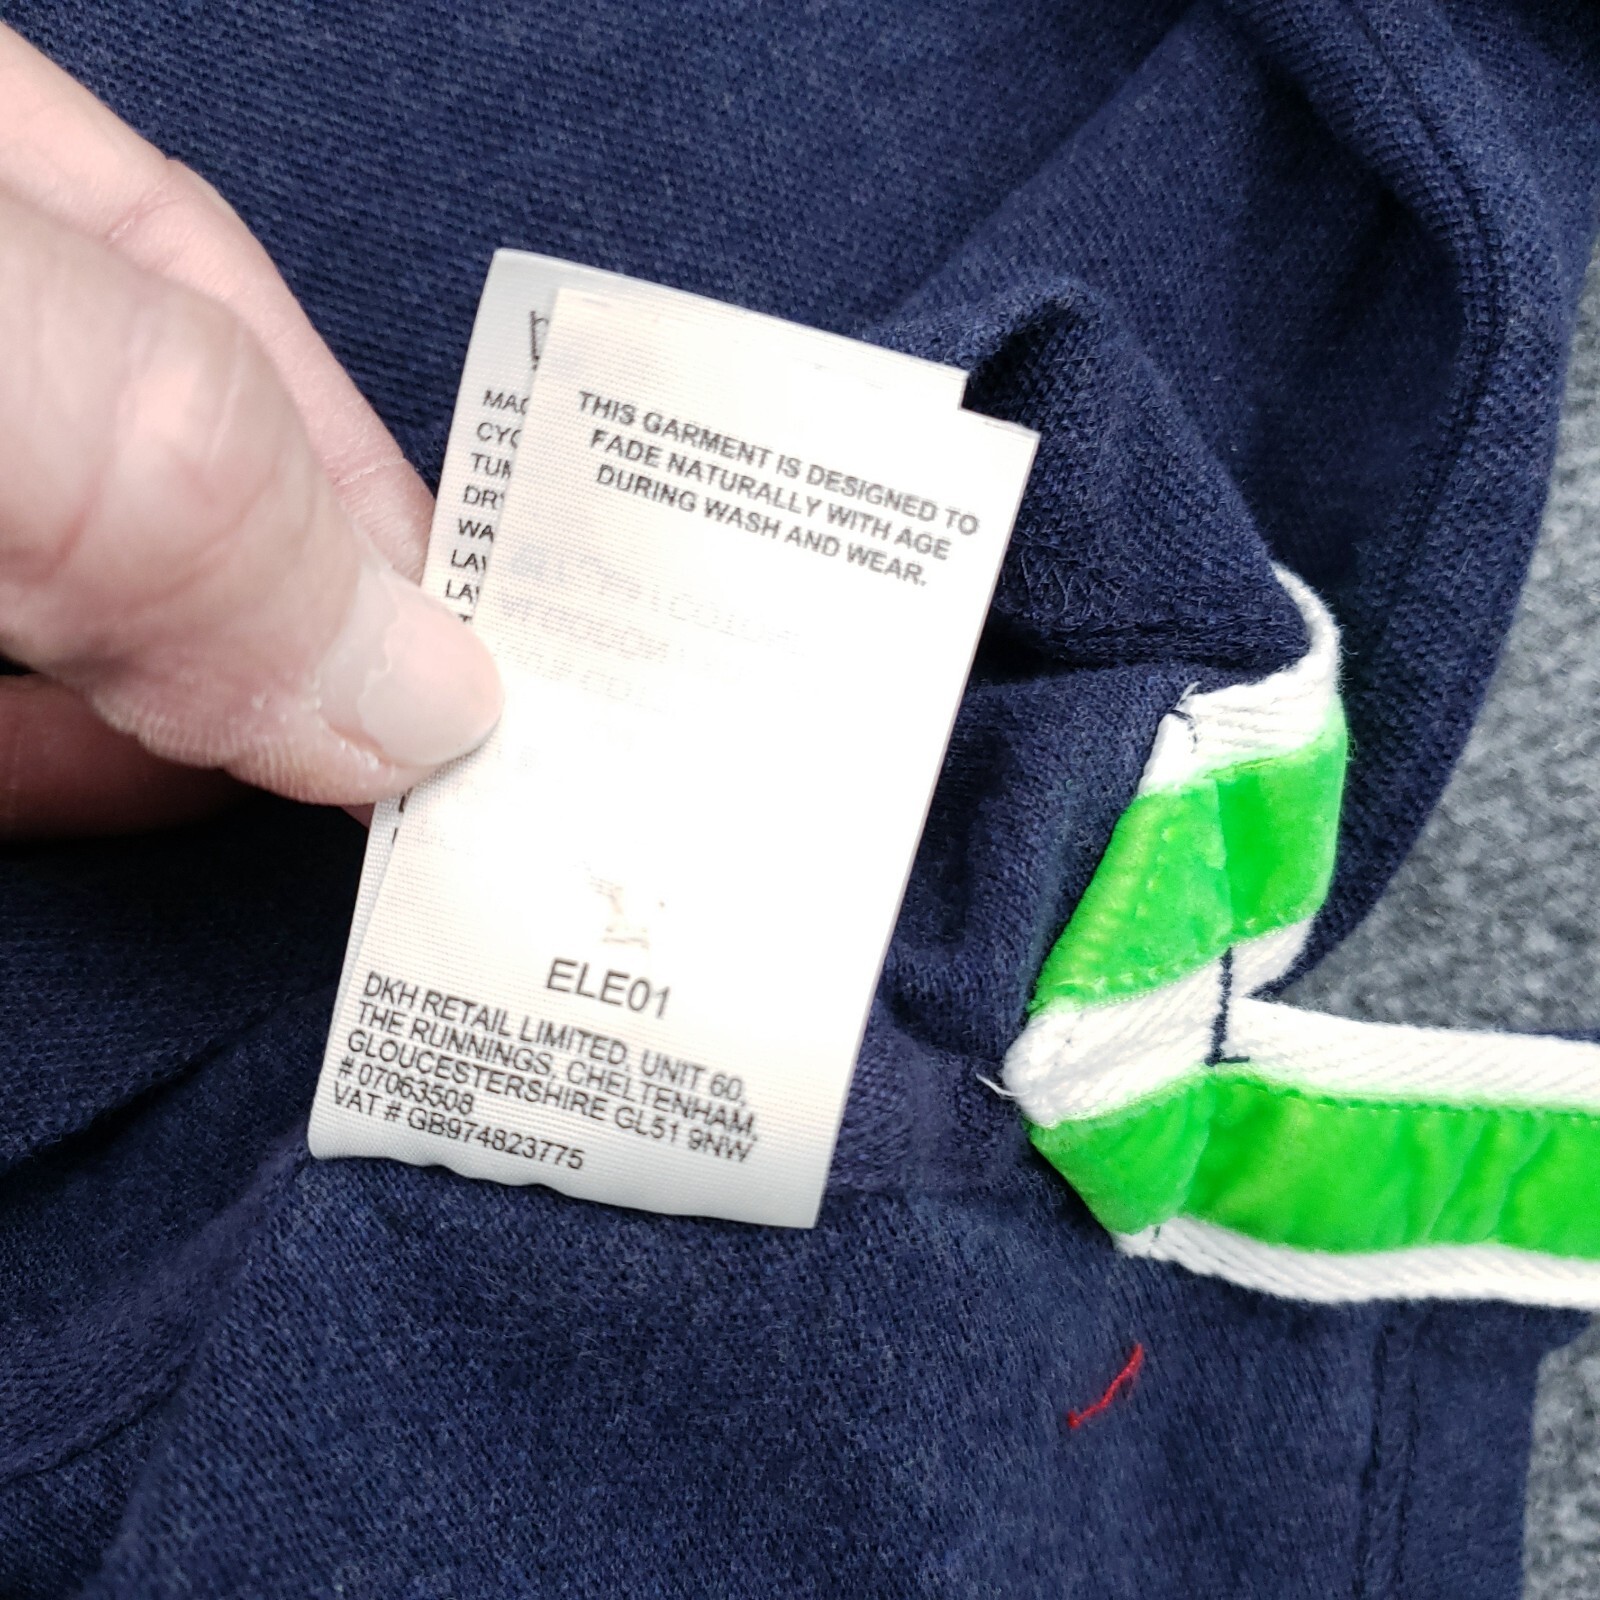 THIS GARMENT IS DESIGNED TO
FADE NATURALLY WITH AGE
DURING WASH AND WEAR.
ELE01
DKH RETAIL LIMITED, UNIT 60,
THE RUNNINGS, CHELTENHAM,
GLOUCESTERSHIRE GL51 9NW
# 07063508
VAT # GB974823775